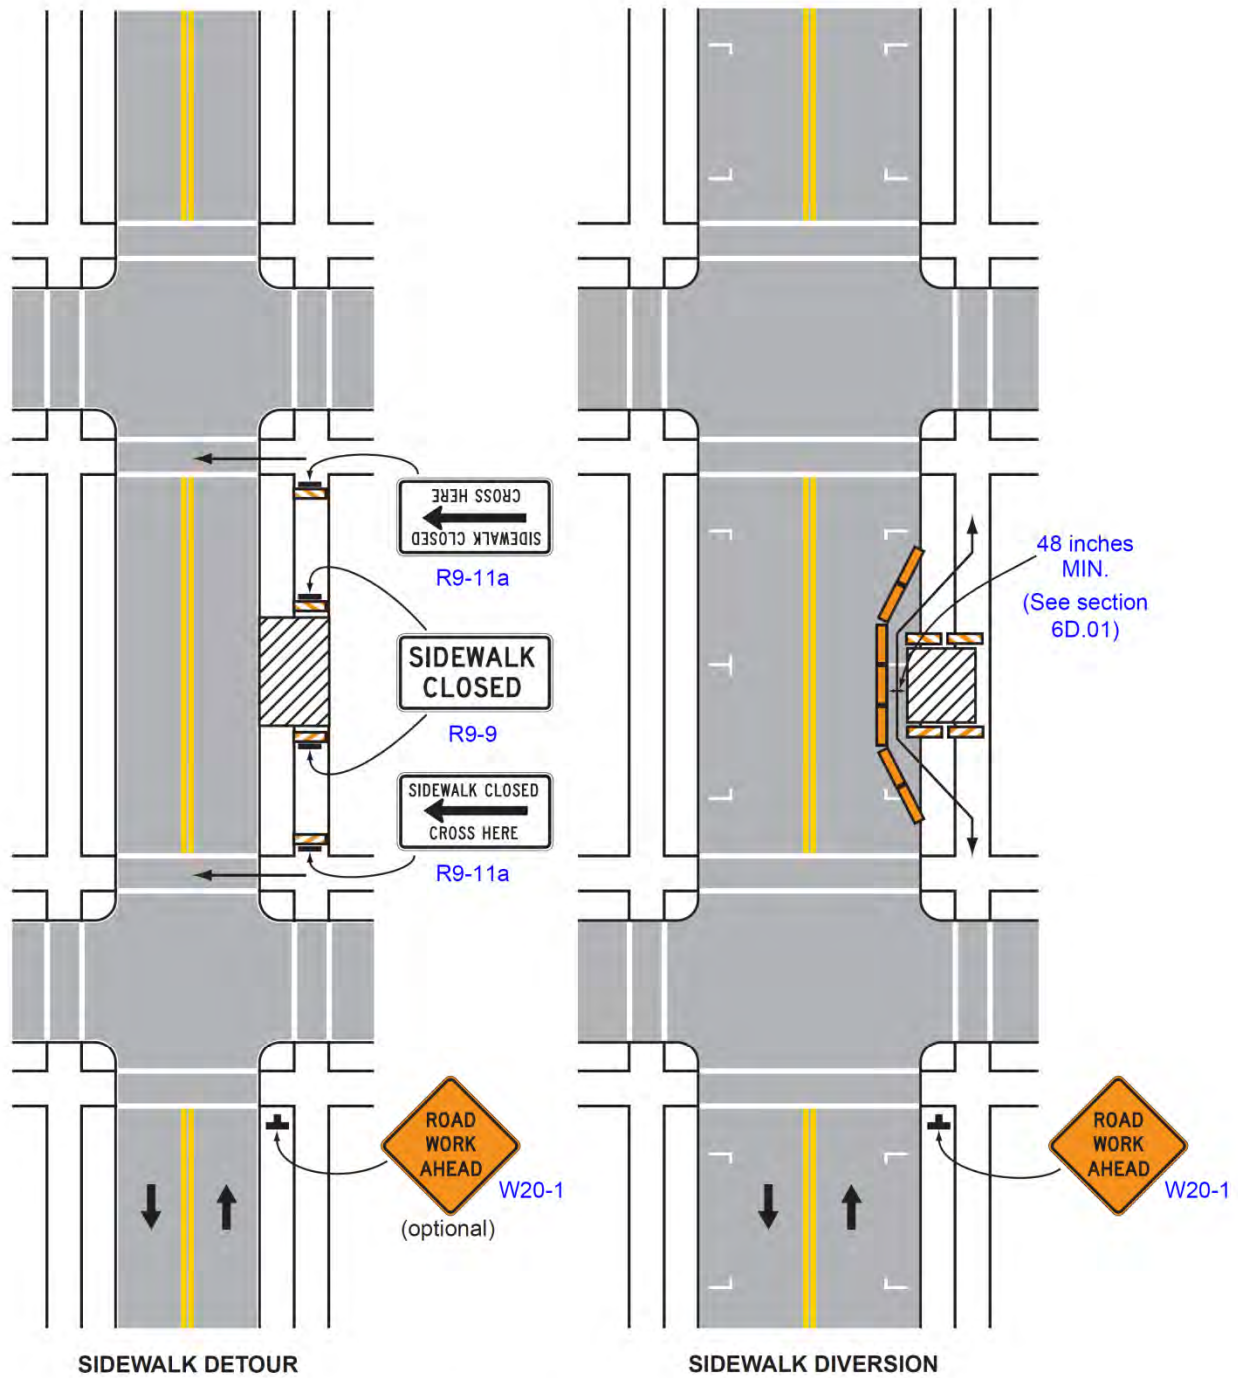 CROSS HERE
SIDEWALK CLOSED
R9-11a
SIDEWALK
CLOSED
R9-9
SIDEWALK CLOSED
CROSS HERE
R9-11a
ROAD
WORK
AHEAD
W20-1
(optional)
SIDEWALK DETOUR
48 inches
MIN.
(See section
6D.01)
ROAD
WORK
AHEAD
W20-1
SIDEWALK DIVERSION